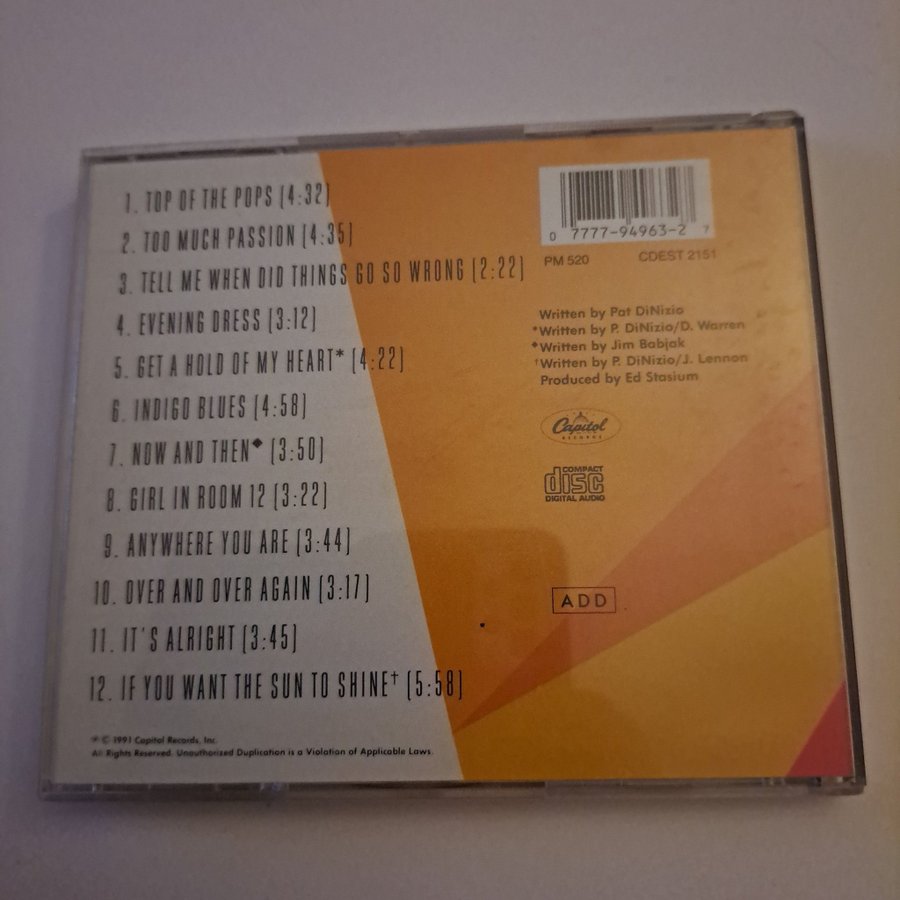 1. TOP OF THE POPS (4:32)
2. TOO MUCH PASSION (4:35)
3. TELL ME WHEN DID THINGS GO SO WRONG (2:22)
4. EVENING DRESS (3:12)
5. GET A HOLD OF MY HEART* (4:22)
6. INDIGO BLUES (4:58)
7. NOW AND THEN◆ (3:50)
8. GIRL IN ROOM 12 (3:22)
9. ANYWHERE YOU ARE (3:44)
10. OVER AND OVER AGAIN (3:17)
11. IT'S ALRIGHT (3:45)
12. IF YOU WANT THE SUN TO SHINE† (5:58)
℗ © 1991 Capitol Records, Inc.
All Rights Reserved. Unauthorized Duplication is a Violation of Applicable Laws.
0 7777-94963-2 7
PM 520 CDEST 2151
Written by Pat DiNizio
*Written by P. DiNizio/D. Warren
◆Written by Jim Babjak
†Written by P. DiNizio/J. Lennon
Produced by Ed Stasium
Capitol
RECORDS
COMPACT
disc
DIGITAL AUDIO
ADD